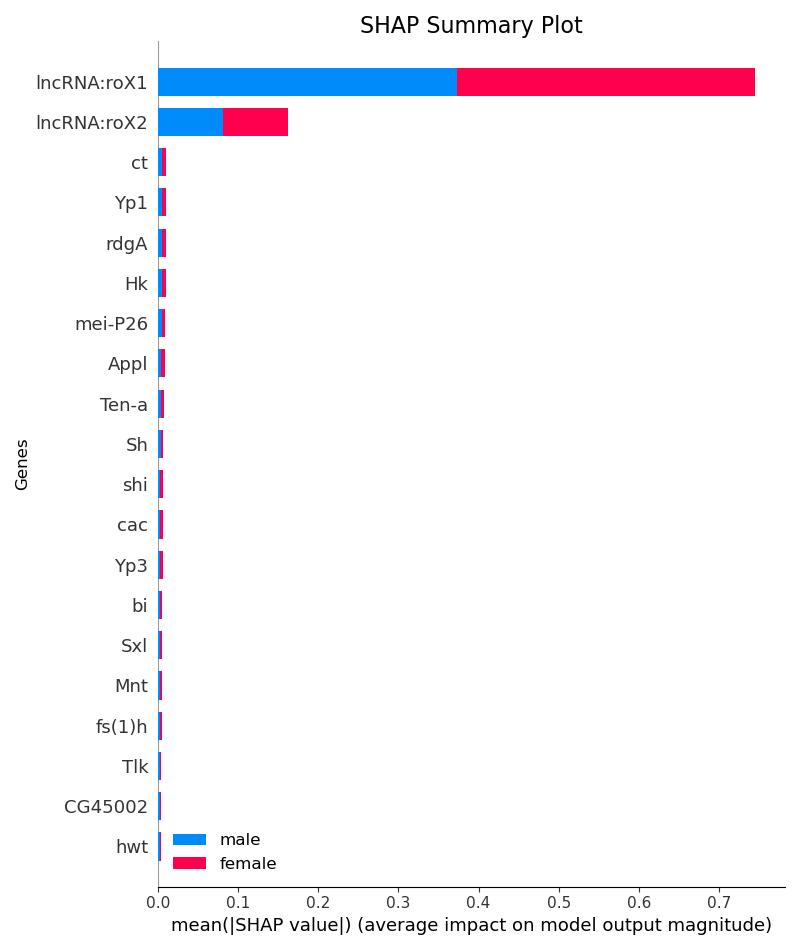 SHAP Summary Plot
Genes
lncRNA:roX1
lncRNA:roX2
ct
Yp1
rdgA
Hk
mei-P26
Appl
Ten-a
Sh
shi
cac
Yp3
bi
Sxl
Mnt
fs(1)h
Tlk
CG45002
hwt
male
female
0.0 0.1 0.2 0.3 0.4 0.5 0.6 0.7
mean(|SHAP value|) (average impact on model output magnitude)